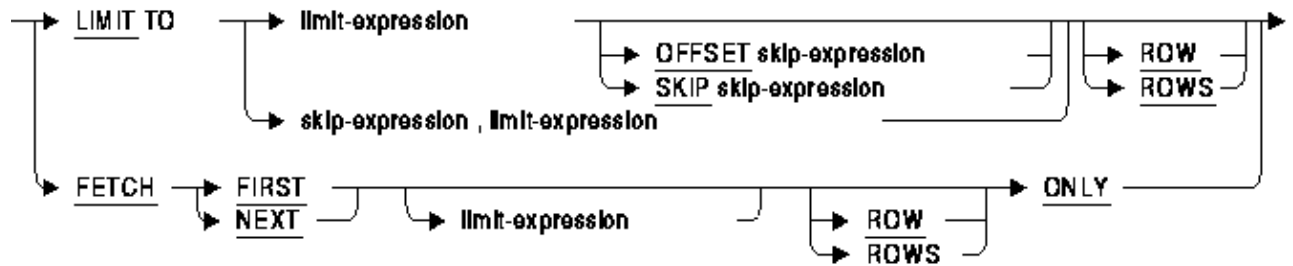 LIMIT TO limit-expression
OFFSET skip-expression ROW
SKIP skip-expression ROWS
skip-expression , limit-expression
FETCH FIRST ONLY
NEXT limit-expression ROW
ROWS